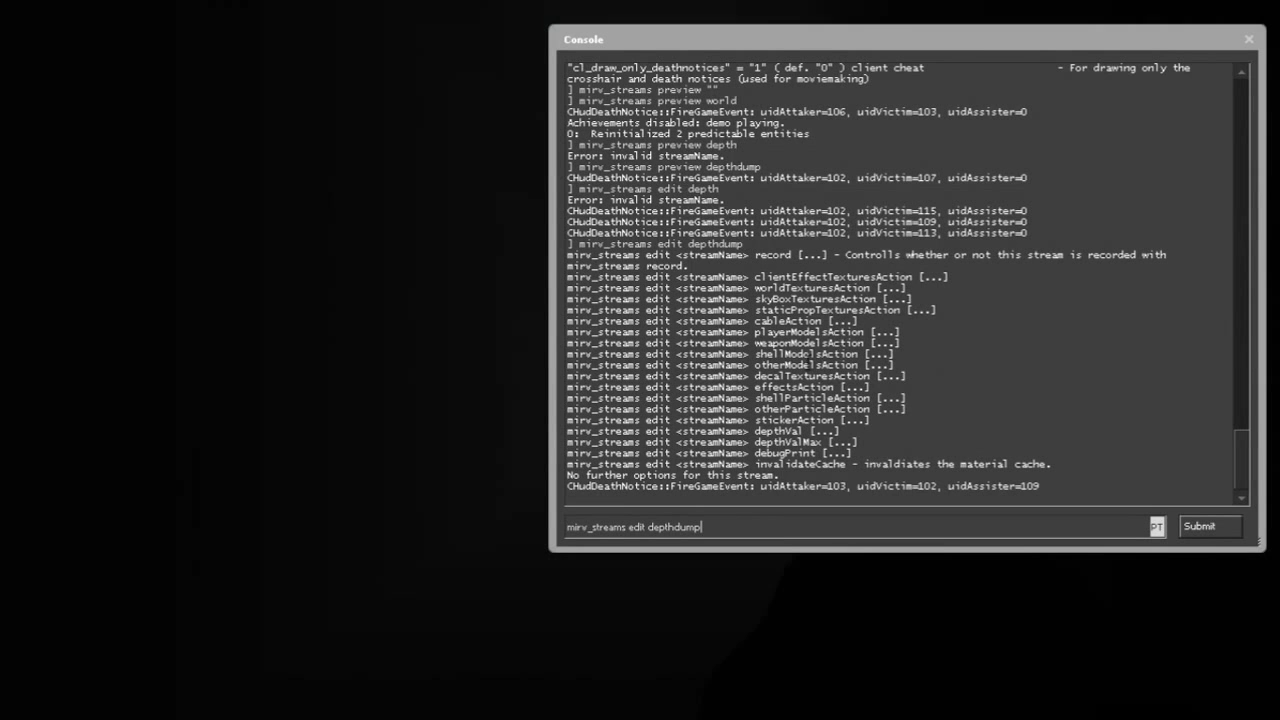 Console
"cl_draw_only_deathnotices" = "1" ( def. "0" ) client cheat - For drawing only the
crosshair and death notices (used for moviemaking)
] mirv_streams preview ""
] mirv_streams preview world
CHudDeathNotice::FireGameEvent: uidAttaker=106, uidVictim=103, uidAssister=0
Achievements disabled: demo playing.
0: Reinitialized 2 predictable entities
] mirv_streams preview depth
Error: invalid streamName.
] mirv_streams preview depthdump
CHudDeathNotice::FireGameEvent: uidAttaker=102, uidVictim=107, uidAssister=0
] mirv_streams edit depth
Error: invalid streamName.
CHudDeathNotice::FireGameEvent: uidAttaker=102, uidVictim=115, uidAssister=0
CHudDeathNotice::FireGameEvent: uidAttaker=102, uidVictim=109, uidAssister=0
CHudDeathNotice::FireGameEvent: uidAttaker=102, uidVictim=113, uidAssister=0
] mirv_streams edit depthdump
mirv_streams edit <streamName> record [...] - Controlls whether or not this stream is recorded with
mirv_streams record.
mirv_streams edit <streamName> clientEffectTexturesAction [...]
mirv_streams edit <streamName> worldTexturesAction [...]
mirv_streams edit <streamName> skyBoxTexturesAction [...]
mirv_streams edit <streamName> staticPropTexturesAction [...]
mirv_streams edit <streamName> cableAction [...]
mirv_streams edit <streamName> playerModelsAction [...]
mirv_streams edit <streamName> weaponModelsAction [...]
mirv_streams edit <streamName> shellModelsAction [...]
mirv_streams edit <streamName> otherModelsAction [...]
mirv_streams edit <streamName> decalTexturesAction [...]
mirv_streams edit <streamName> effectsAction [...]
mirv_streams edit <streamName> shellParticleAction [...]
mirv_streams edit <streamName> otherParticleAction [...]
mirv_streams edit <streamName> stickerAction [...]
mirv_streams edit <streamName> depthVal [...]
mirv_streams edit <streamName> depthValMax [...]
mirv_streams edit <streamName> debugPrint [...]
mirv_streams edit <streamName> invalidateCache - invaldiates the material cache.
No further options for this stream.
CHudDeathNotice::FireGameEvent: uidAttaker=103, uidVictim=102, uidAssister=109
mirv_streams edit depthdump
PT
Submit